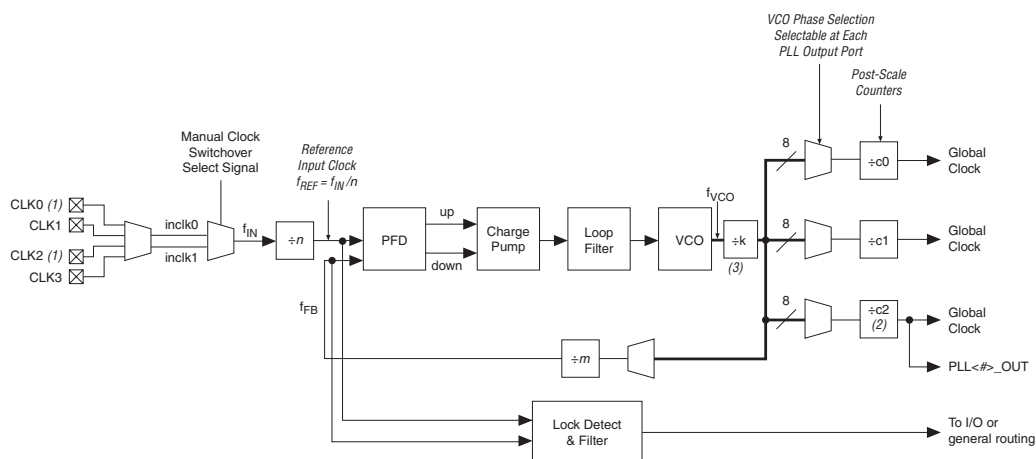 VCO Phase Selection
Selectable at Each
PLL Output Port
Post-Scale
Counters
Manual Clock
Switchover
Select Signal
Reference
Input Clock
fREF = fIN/n
8
÷c0
Global
Clock
CLK0 (1)
CLK1
CLK2 (1)
CLK3
inclk0
inclk1
fIN
÷n
PFD
up
down
Charge
Pump
Loop
Filter
VCO
fVCO
÷k
(3)
8
÷c1
Global
Clock
fFB
8
÷c2
(2)
Global
Clock
÷m
PLL<#>_OUT
Lock Detect
& Filter
To I/O or
general routing